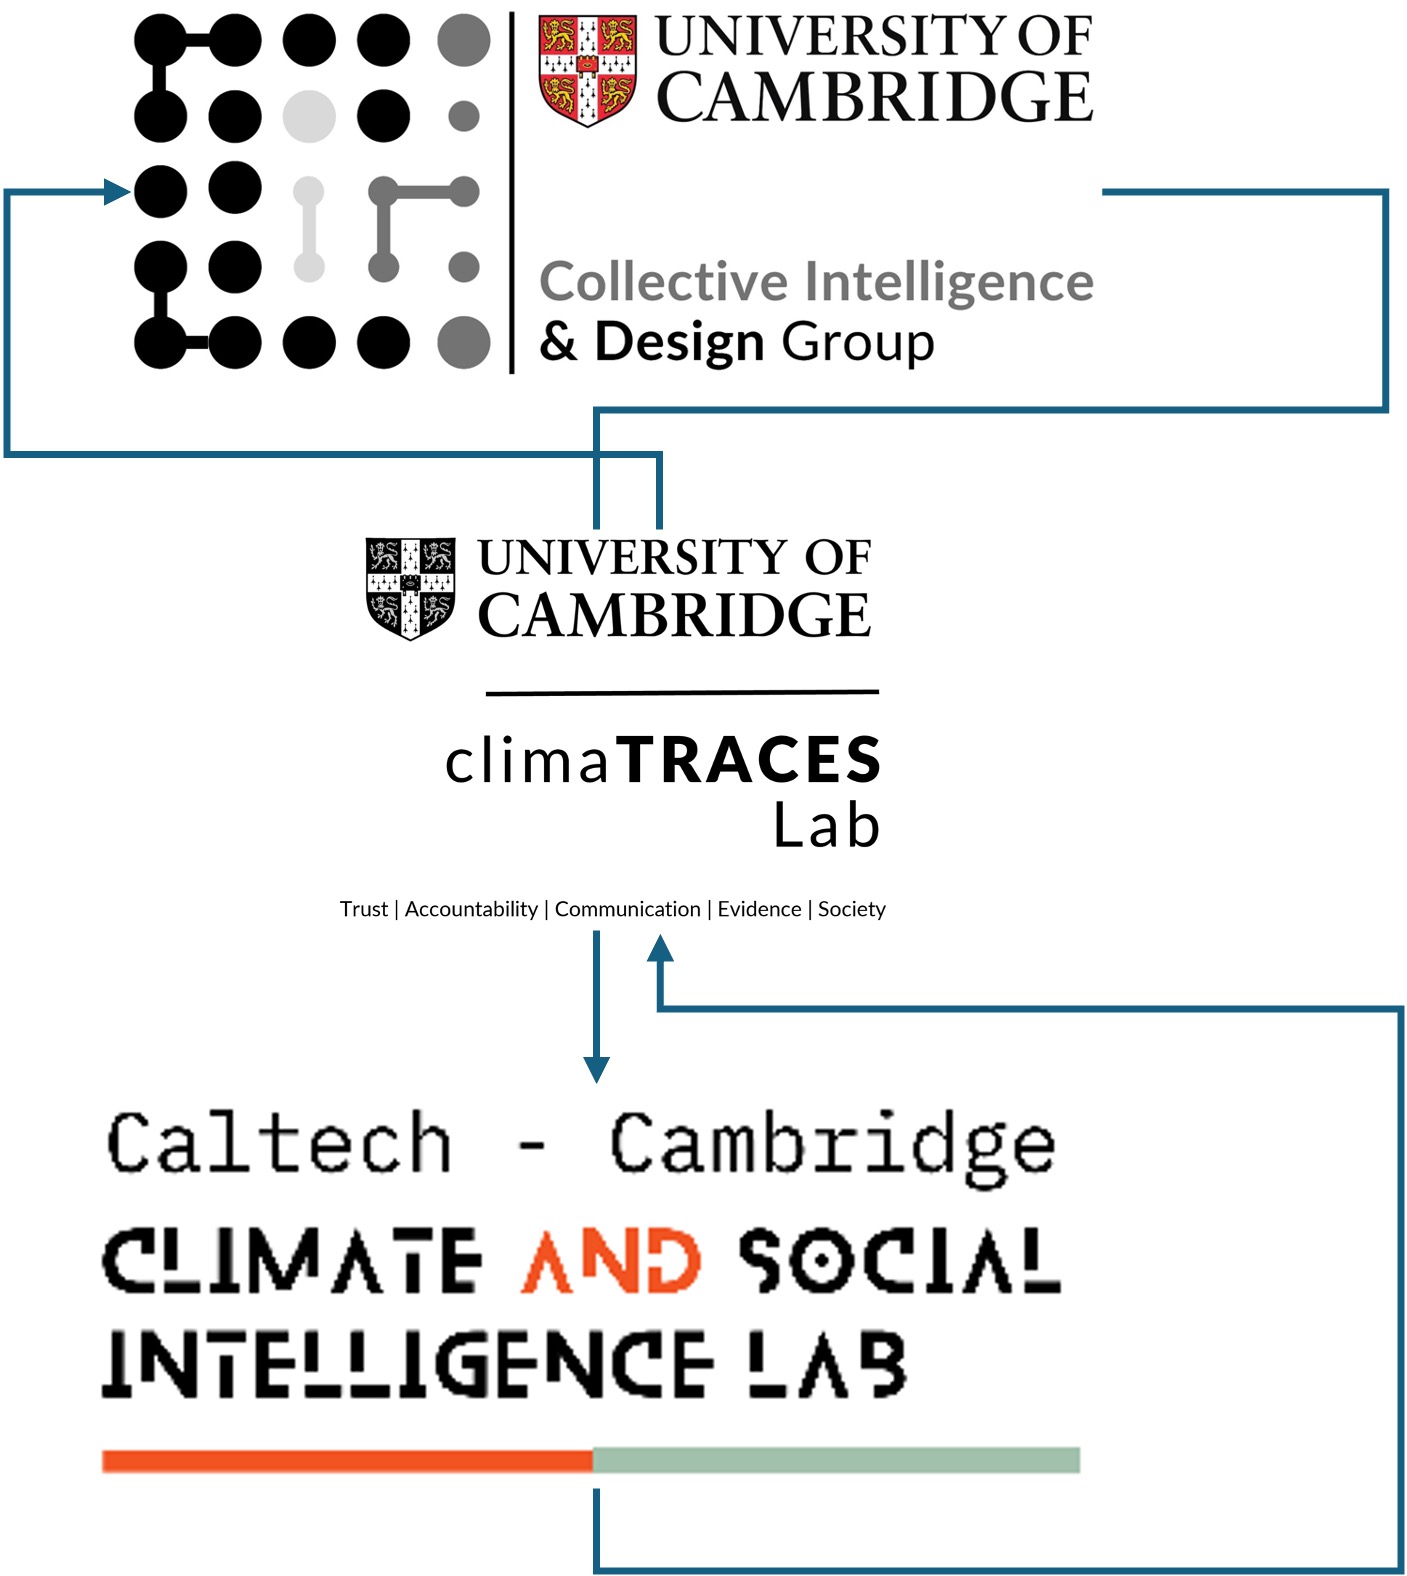 UNIVERSITY OF
CAMBRIDGE
Collective Intelligence
& Design Group
UNIVERSITY OF
CAMBRIDGE
climaTRACES
Lab
Trust | Accountability | Communication | Evidence | Society
Caltech - Cambridge
CLIMATE AND SOCIAL
INTELLIGENCE LAB